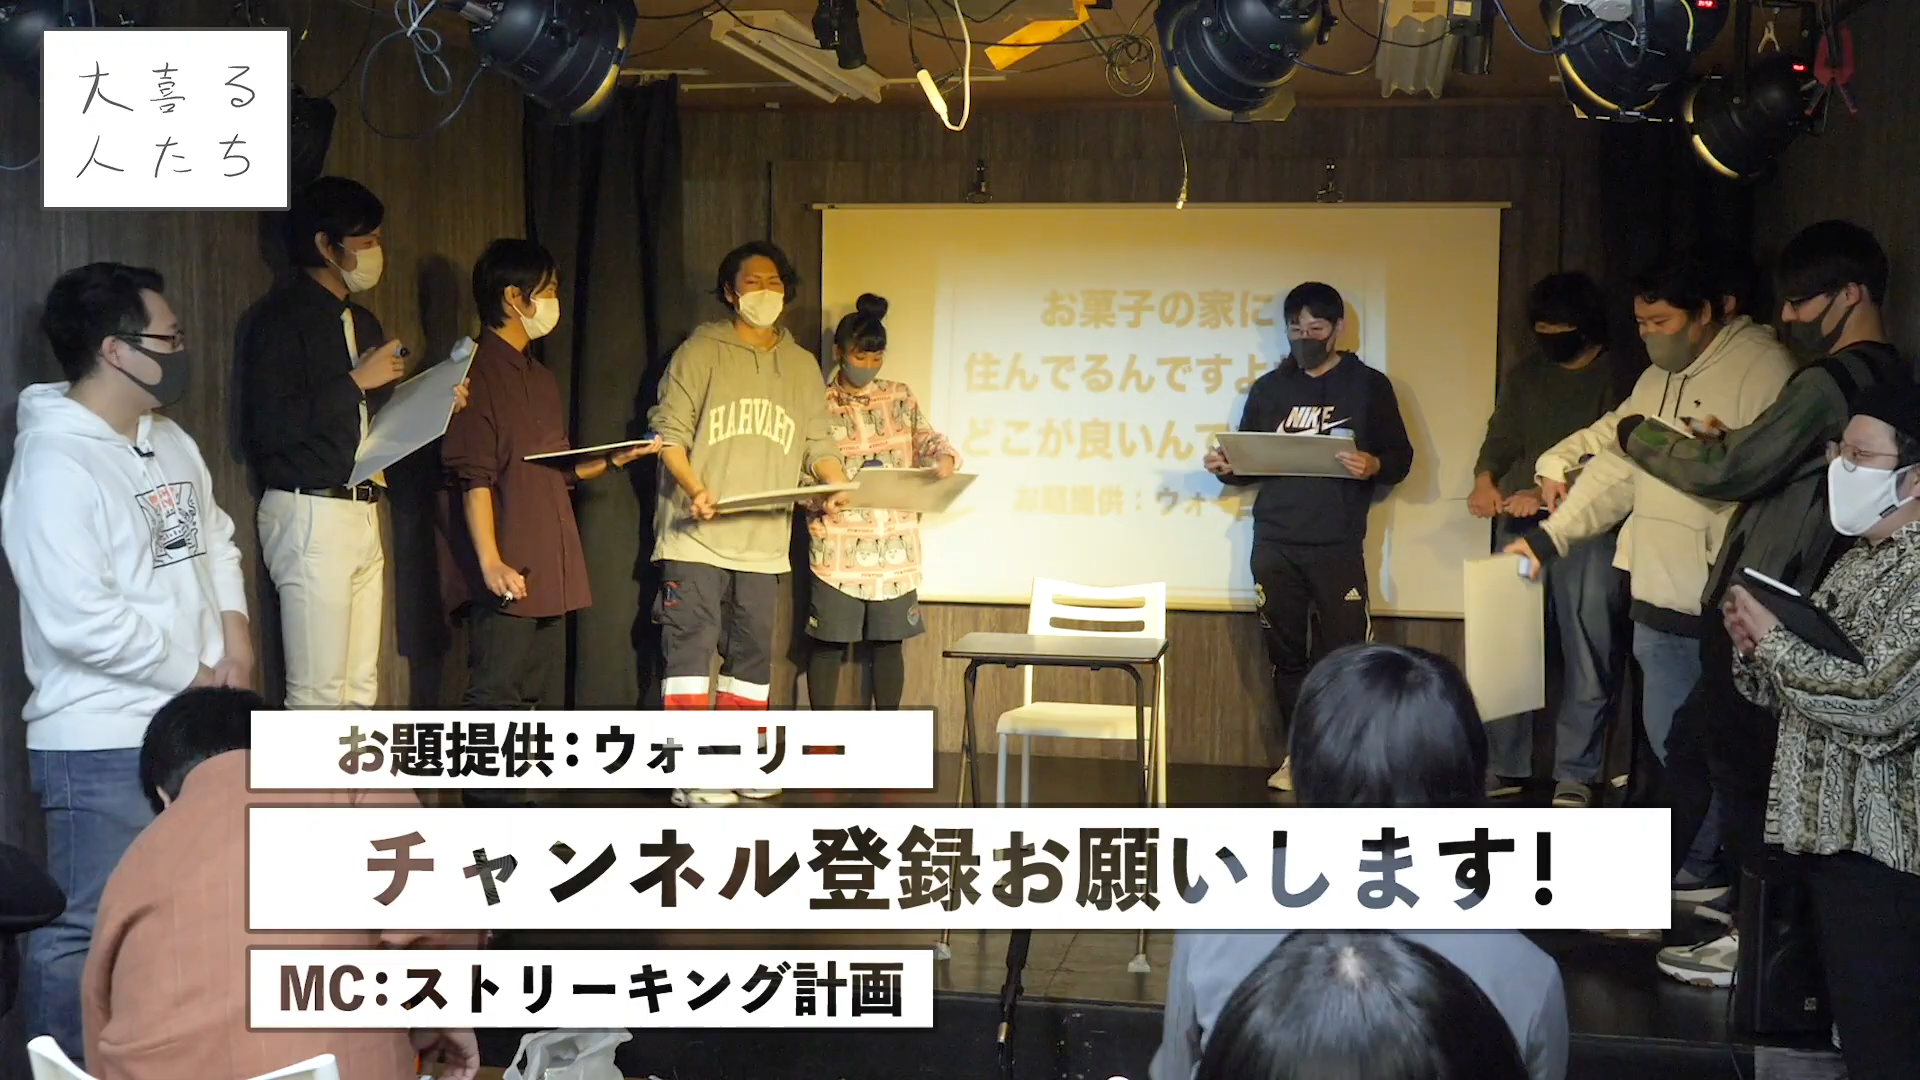 大喜る
人たち
お菓子の家に
住んでるんですよ
どこが良いんで
お題提供：ウォー
HARVARD
NIKE
adidas
お題提供：ウォーリー
チャンネル登録お願いします！
MC：ストリーキング計画